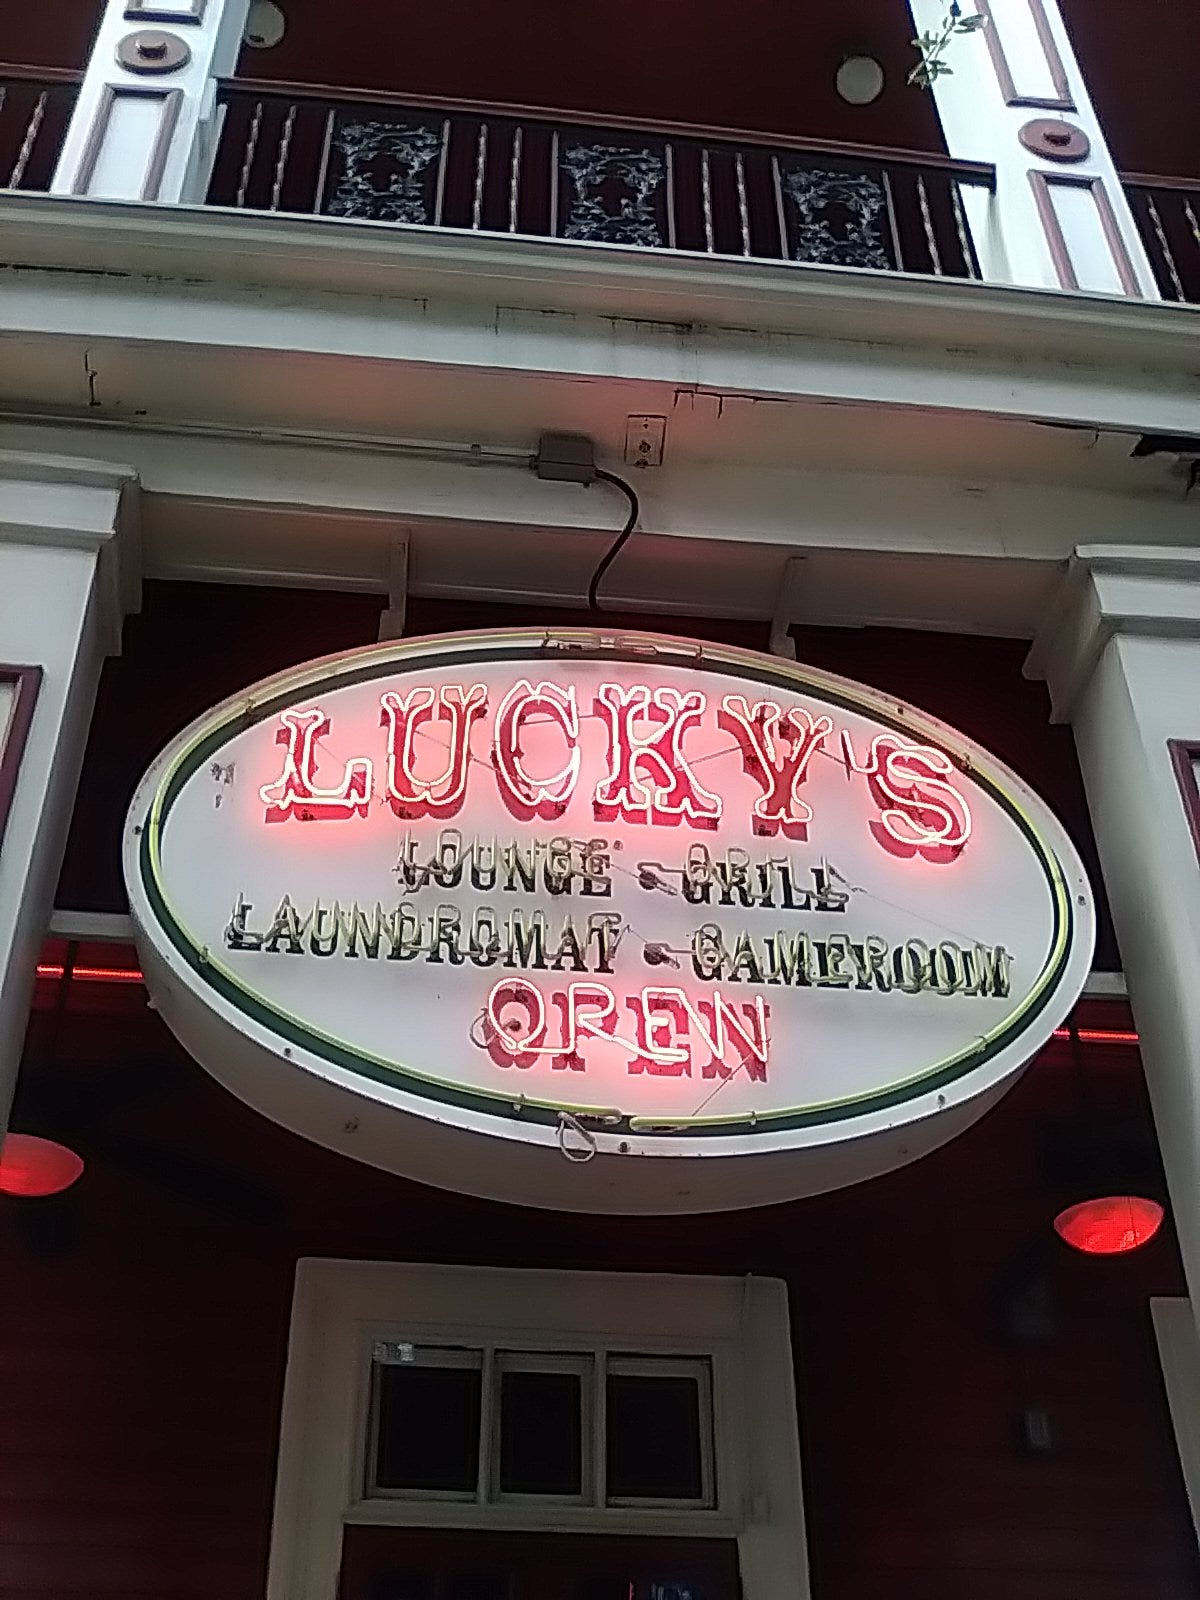 LUCKY'S
LOUNGE - GRILL
LAUNDROMAT - GAMEROOM
OPEN